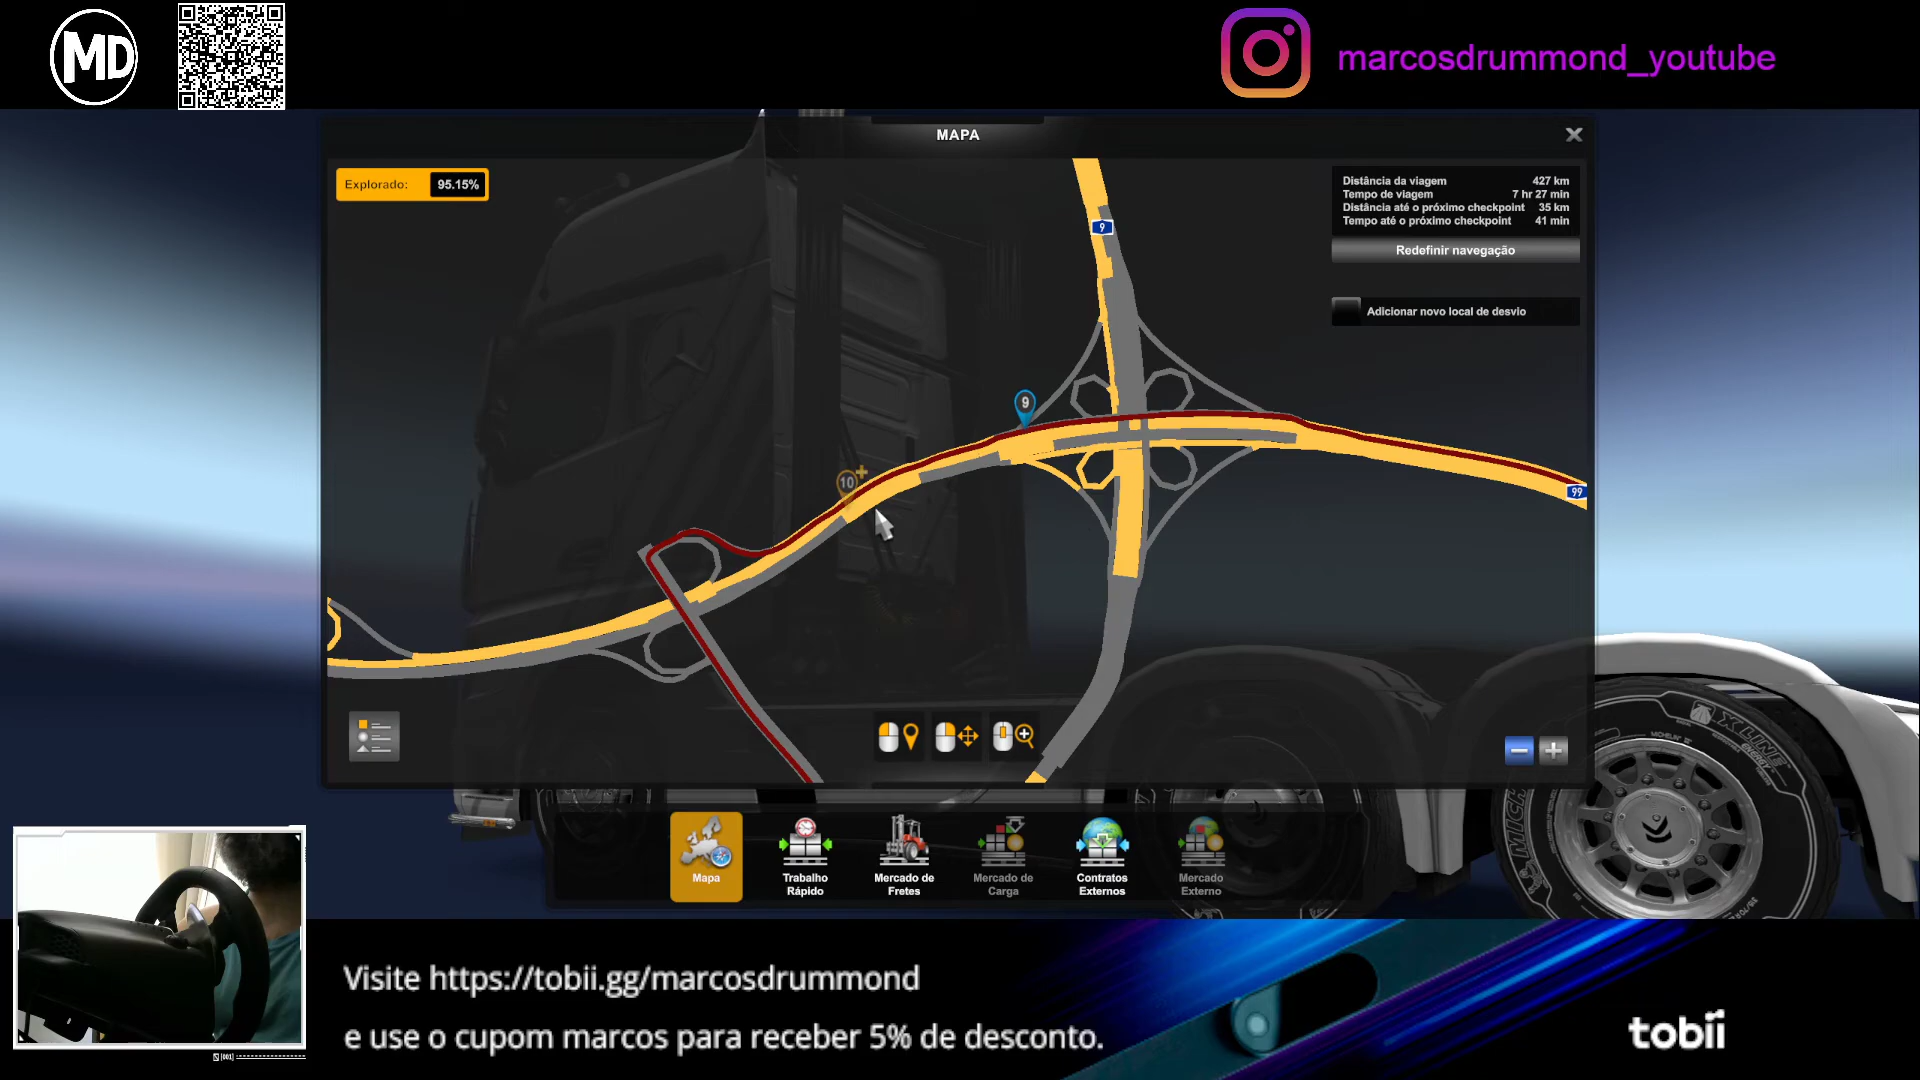 MD
marcosdrummond_youtube
MAPA
Explorado: 95.15%
Distância da viagem 427 km
Tempo de viagem 7 hr 27 min
Distância até o próximo checkpoint 35 km
Tempo até o próximo checkpoint 41 min
Redefinir navegação
Adicionar novo local de desvio
9
9
10
99
Mapa
Trabalho
Rápido
Mercado de
Fretes
Mercado de
Carga
Contratos
Externos
Mercado
Externo
X LINE
ENERGY
Visite https://tobii.gg/marcosdrummond
e use o cupom marcos para receber 5% de desconto.
tobii